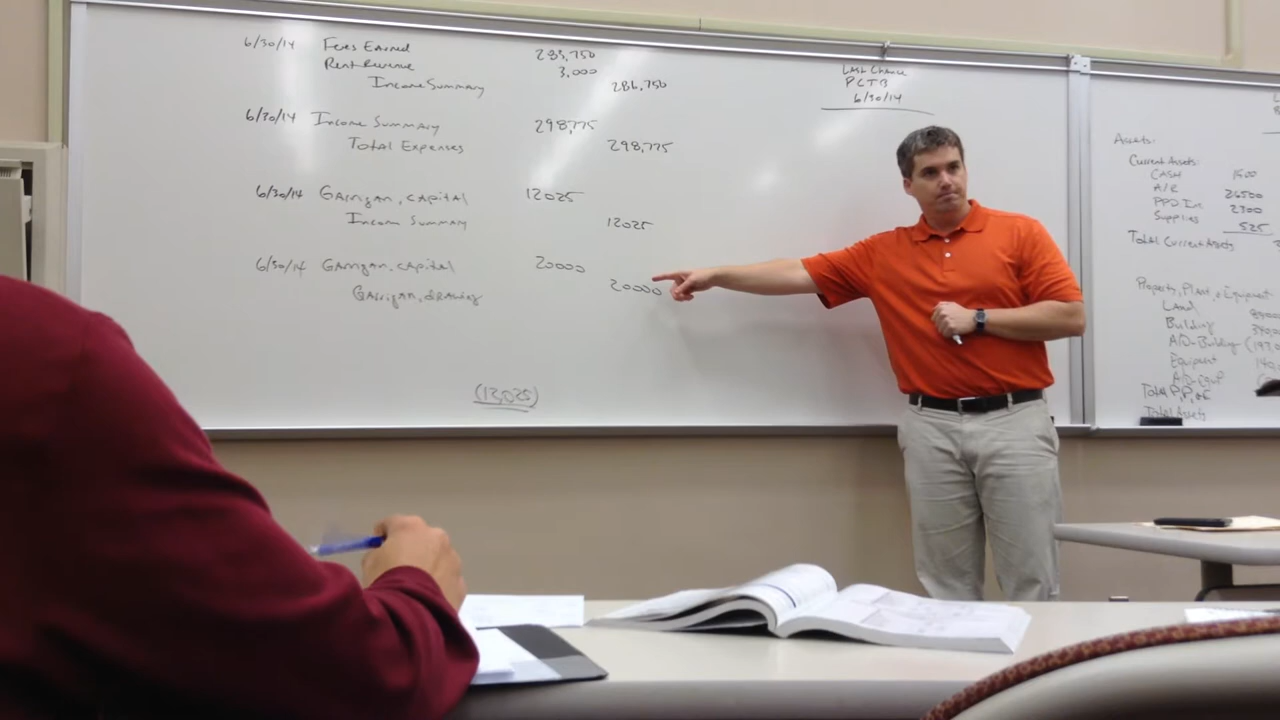 6/30/14 Fees Earned 283,750
Rent Revenue 3,000
Income Summary 286,750
6/30/14 Income Summary 298,775
Total Expenses 298,775
6/30/14 Garrigan, Capital 12025
Income Summary 12025
6/30/14 Garrigan, Capital 20000
Garrigan, drawing 20000
(12,025)
Last Chance
PCTB
6/30/14
Assets:
Current Assets:
CASH 1500
A/R 26500
PPD Ins
Supplies 525
Total Current Assets
Property, Plant, & Equipment
Land
Building
A/D-Building
Equipment
A/D-Equip
Total P, P, & E
Total Assets